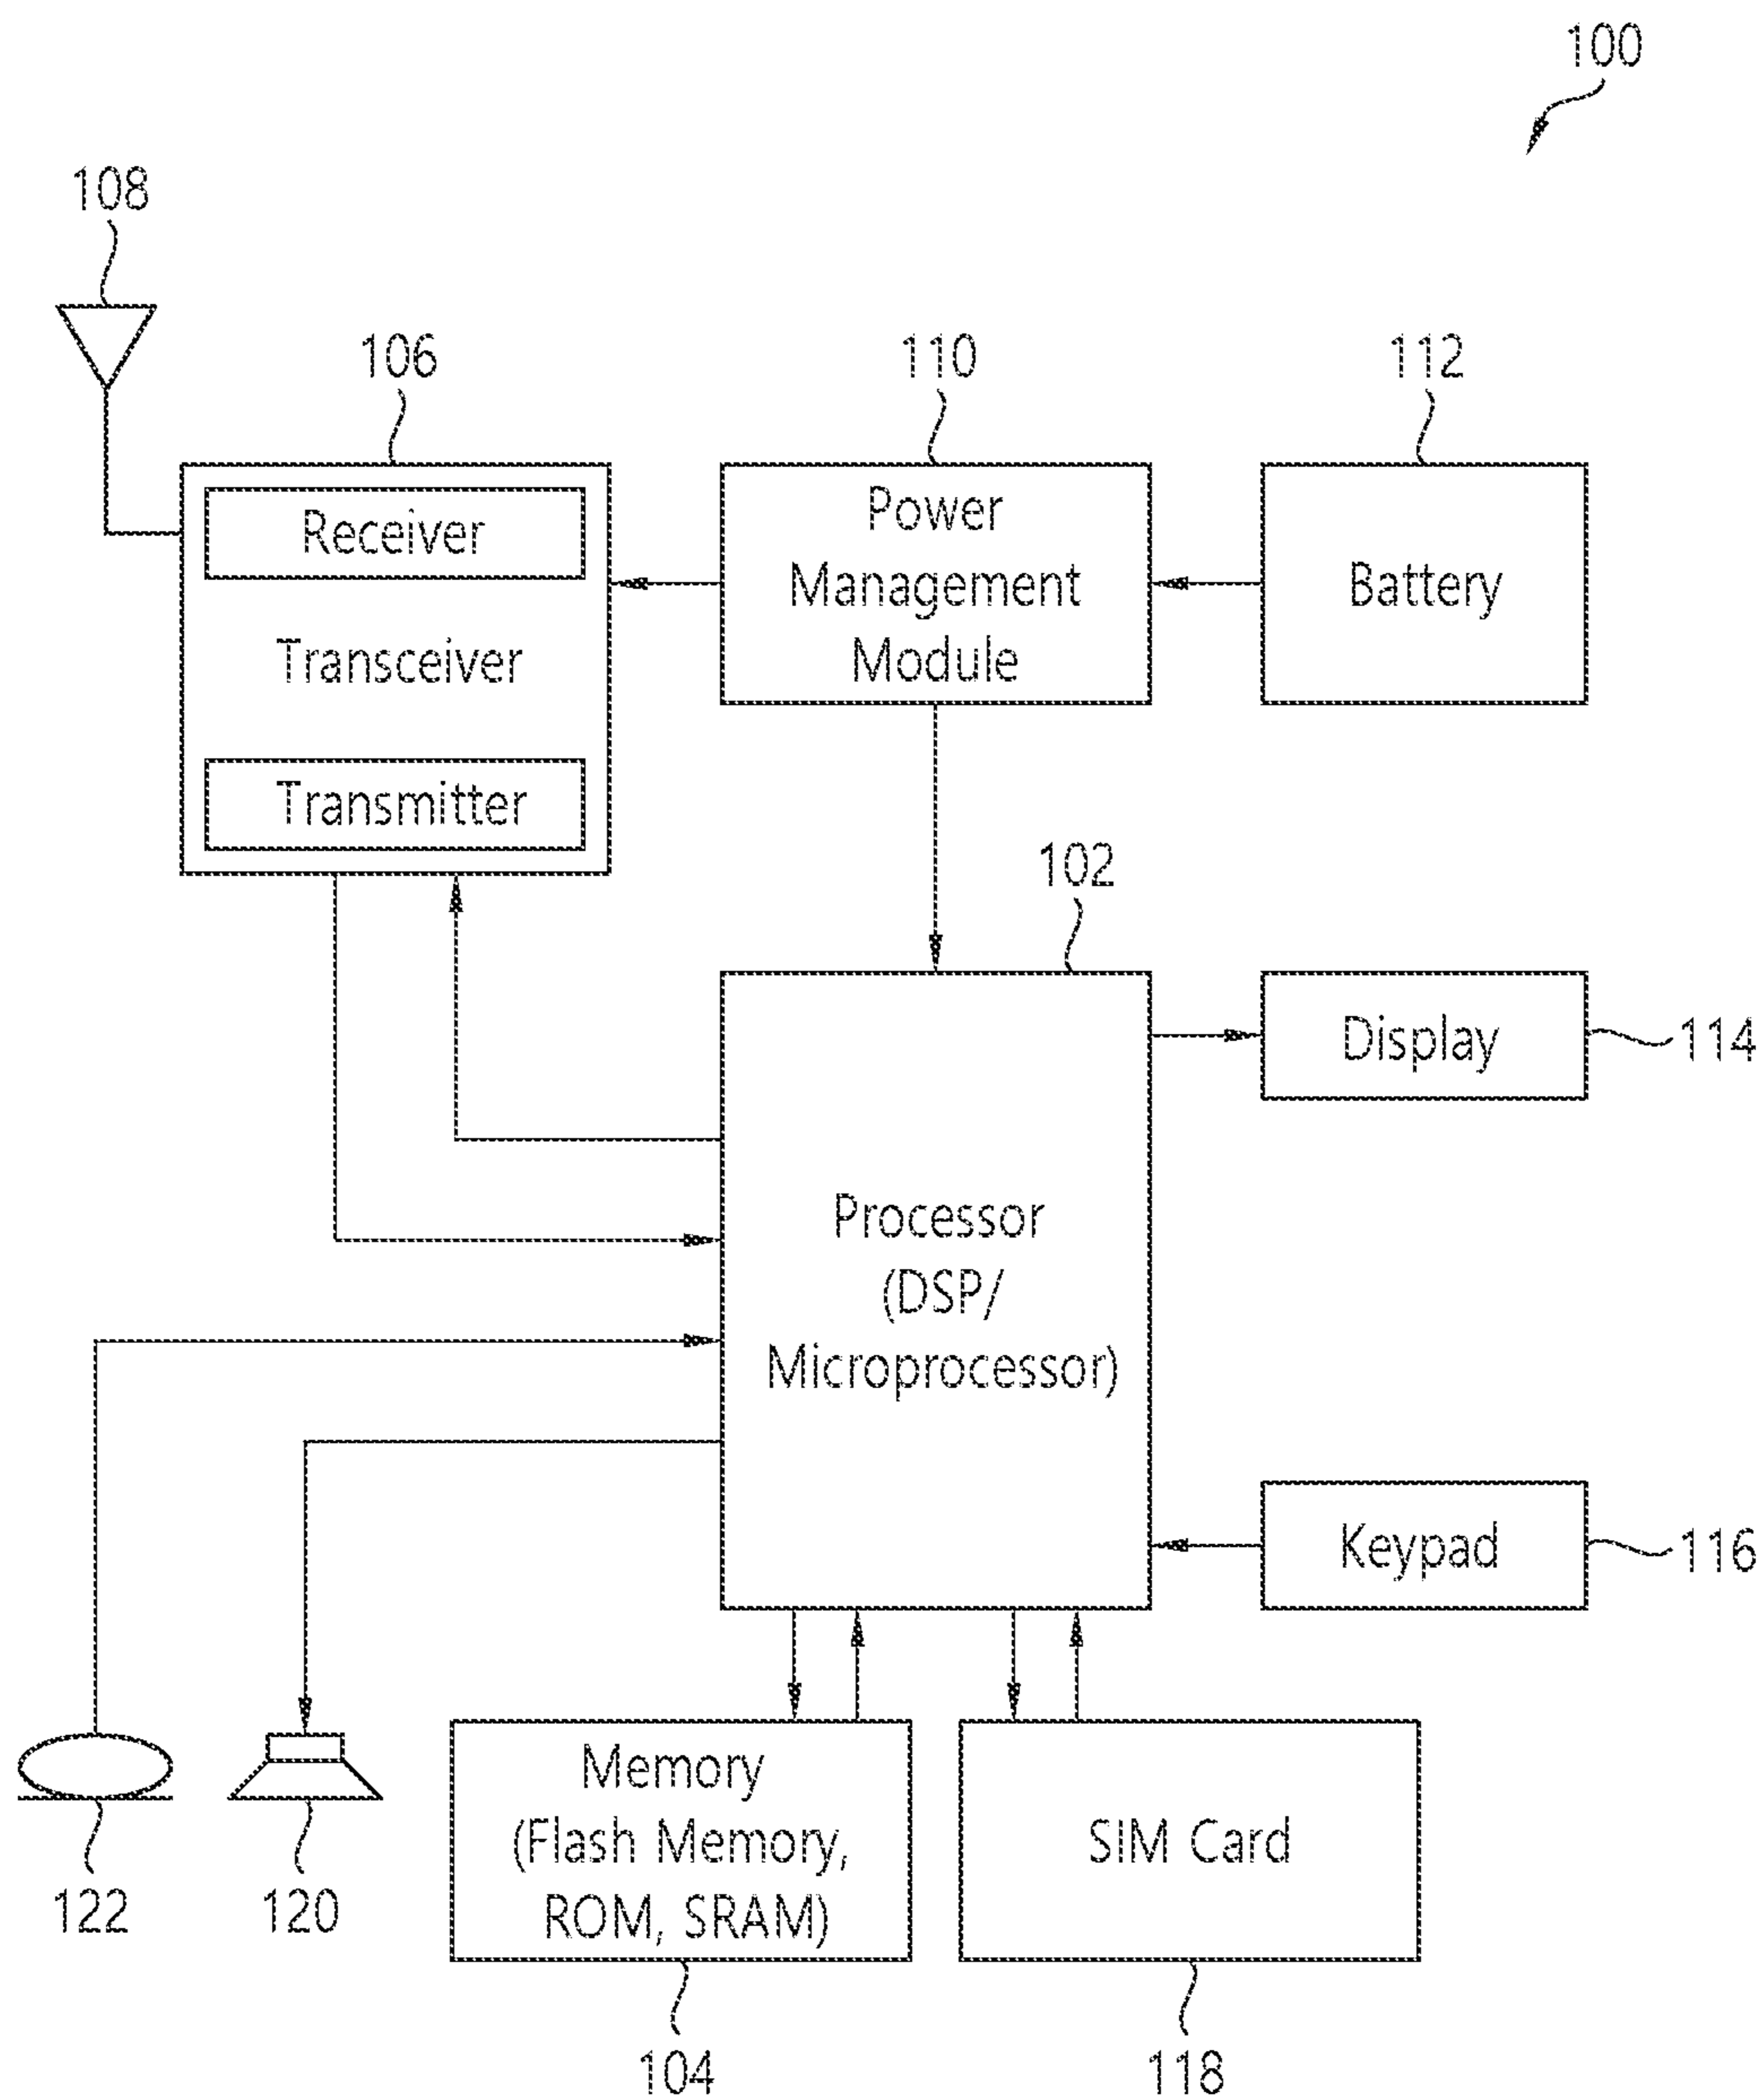 100
108
106
110
112
Receiver
Transceiver
Transmitter
Power
Management
Module
Battery
102
Display
114
Processor
(DSP/
Microprocessor)
Keypad
116
Memory
(Flash Memory,
ROM, SRAM)
SIM Card
122
120
104
118